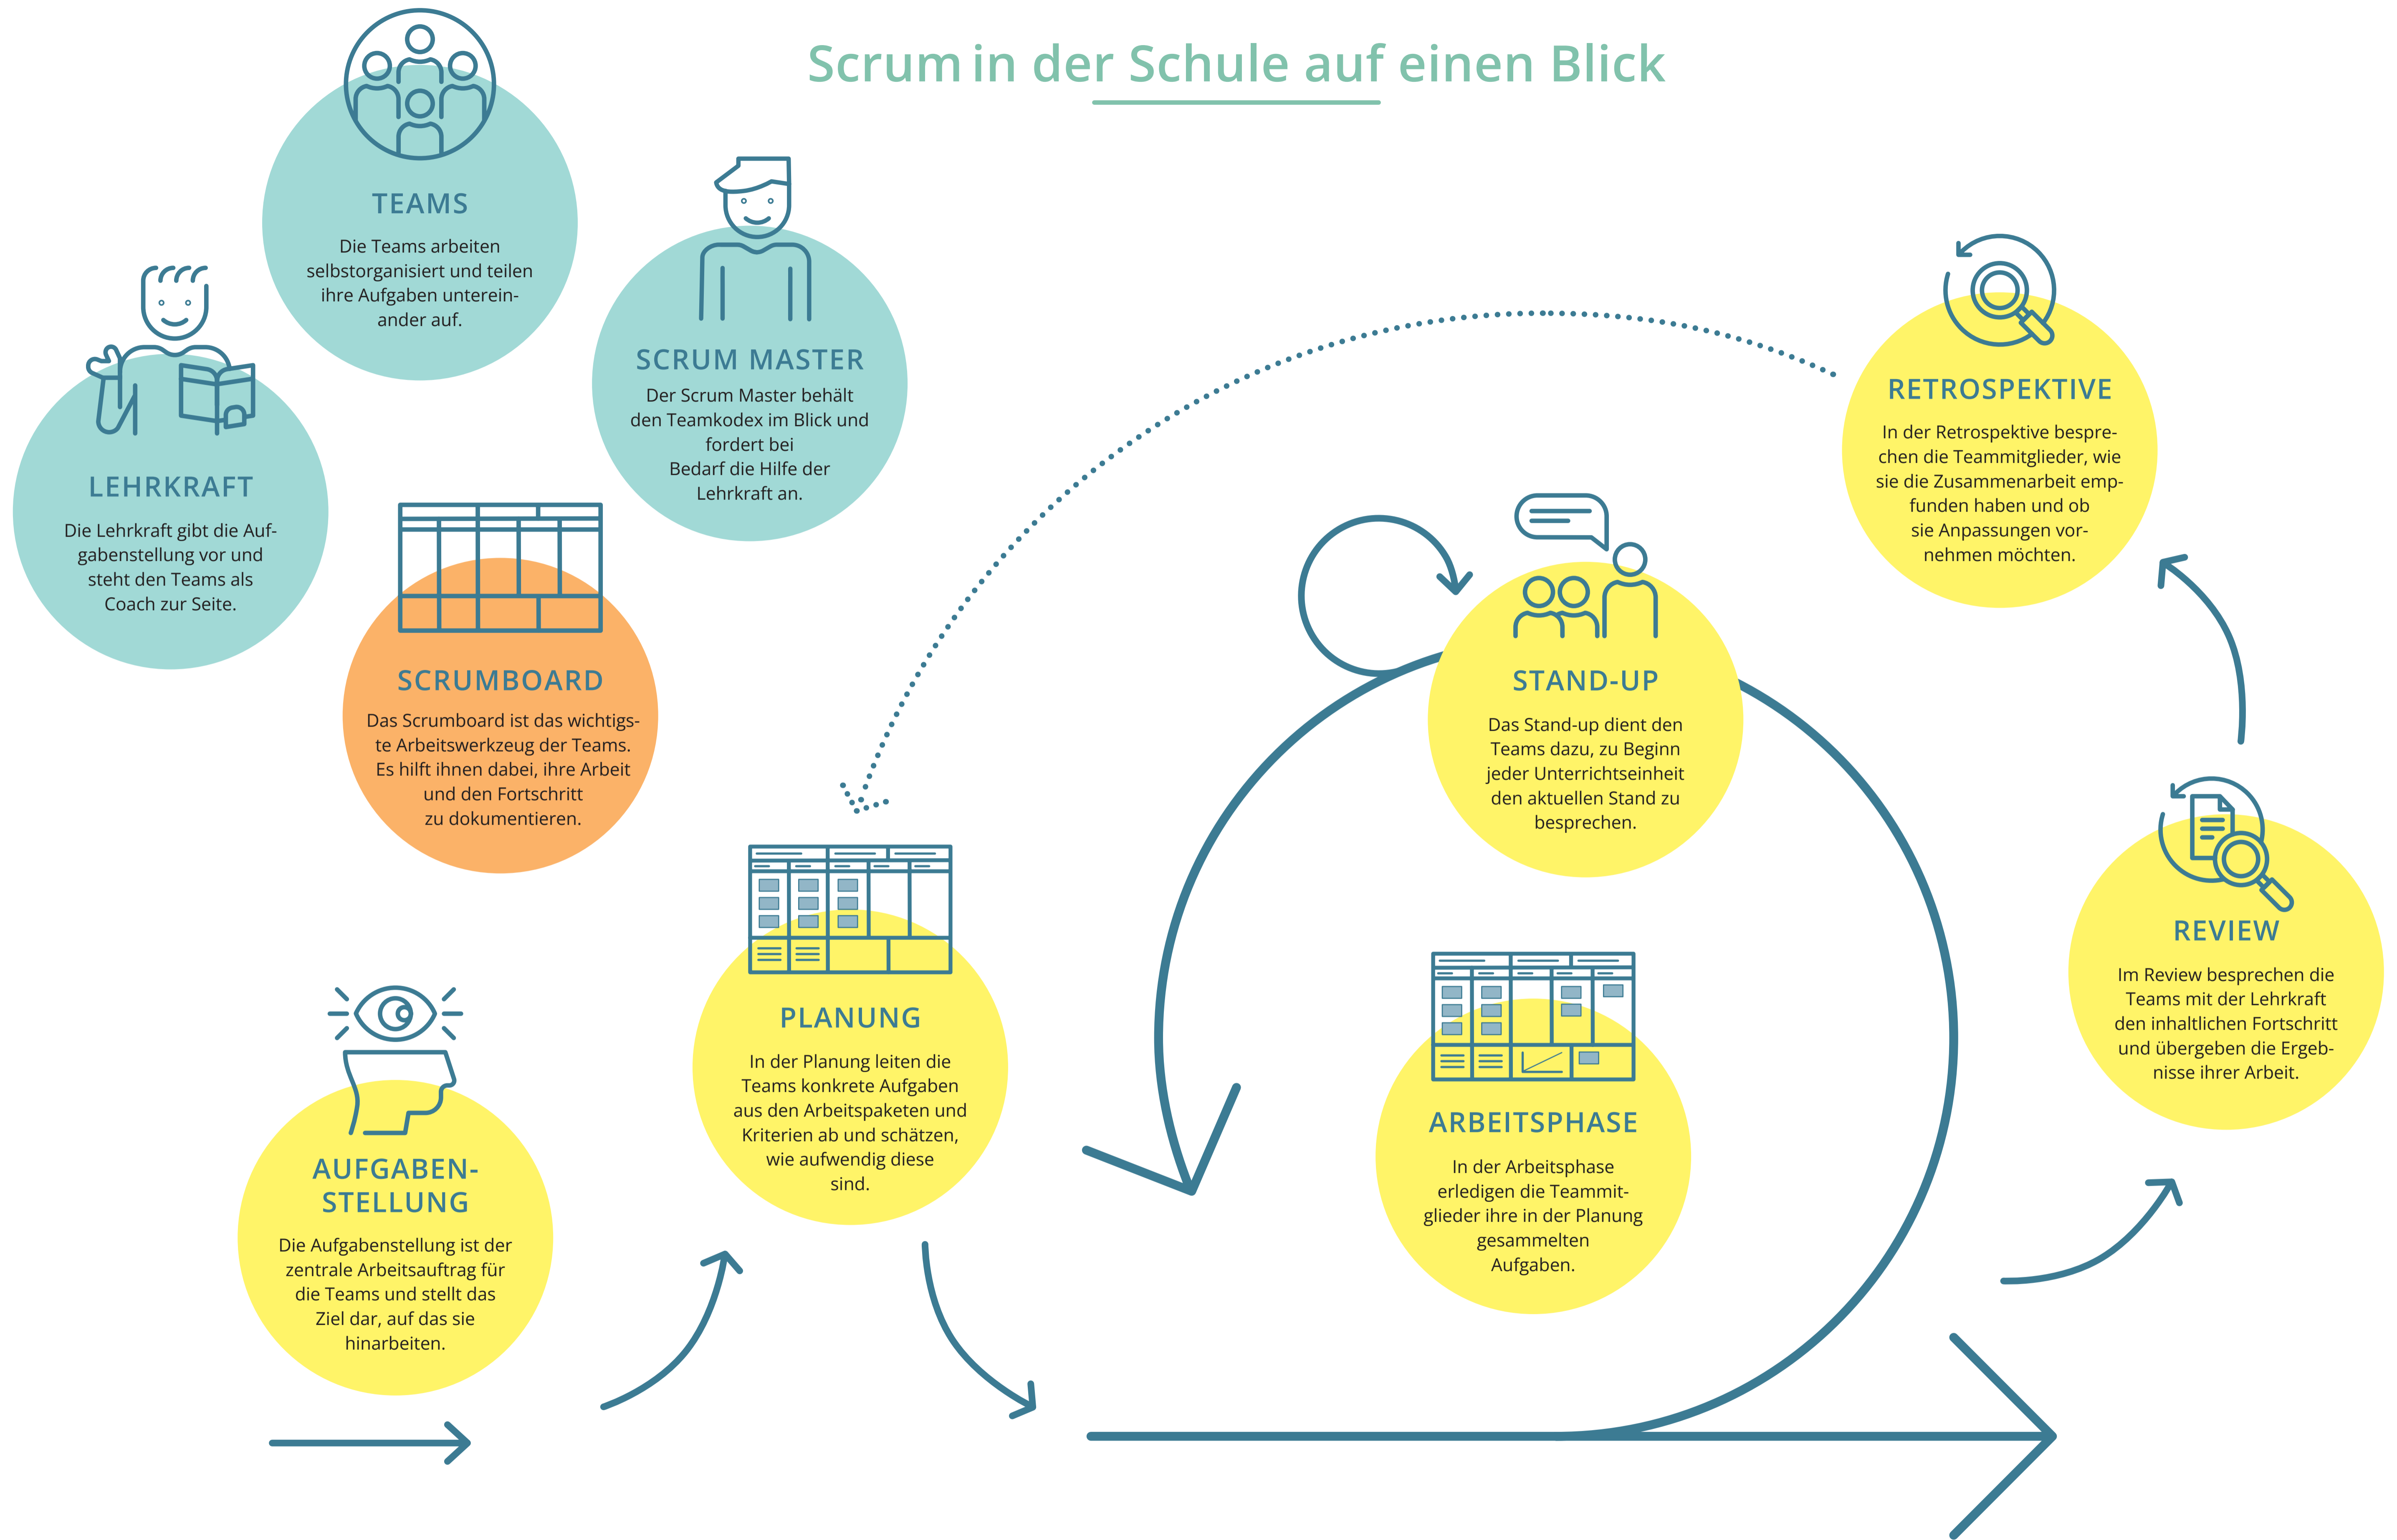 Scrum in der Schule auf einen Blick
TEAMS
Die Teams arbeiten
selbstorganisiert und teilen
ihre Aufgaben unterein-
ander auf.
SCRUM MASTER
Der Scrum Master behält
den Teamkodex im Blick und
fordert bei
Bedarf die Hilfe der
Lehrkraft an.
LEHRKRAFT
Die Lehrkraft gibt die Auf-
gabenstellung vor und
steht den Teams als
Coach zur Seite.
SCRUMBOARD
Das Scrumboard ist das wichtigs-
te Arbeitswerkzeug der Teams.
Es hilft ihnen dabei, ihre Arbeit
und den Fortschritt
zu dokumentieren.
AUFGABEN-
STELLUNG
Die Aufgabenstellung ist der
zentrale Arbeitsauftrag für
die Teams und stellt das
Ziel dar, auf das sie
hinarbeiten.
PLANUNG
In der Planung leiten die
Teams konkrete Aufgaben
aus den Arbeitspaketen und
Kriterien ab und schätzen,
wie aufwendig diese
sind.
STAND-UP
Das Stand-up dient den
Teams dazu, zu Beginn
jeder Unterrichtseinheit
den aktuellen Stand zu
besprechen.
ARBEITSPHASE
In der Arbeitsphase
erledigen die Teammit-
glieder ihre in der Planung
gesammelten
Aufgaben.
REVIEW
Im Review besprechen die
Teams mit der Lehrkraft
den inhaltlichen Fortschritt
und übergeben die Ergeb-
nisse ihrer Arbeit.
RETROSPEKTIVE
In der Retrospektive bespre-
chen die Teammitglieder, wie
sie die Zusammenarbeit emp-
funden haben und ob
sie Anpassungen vor-
nehmen möchten.